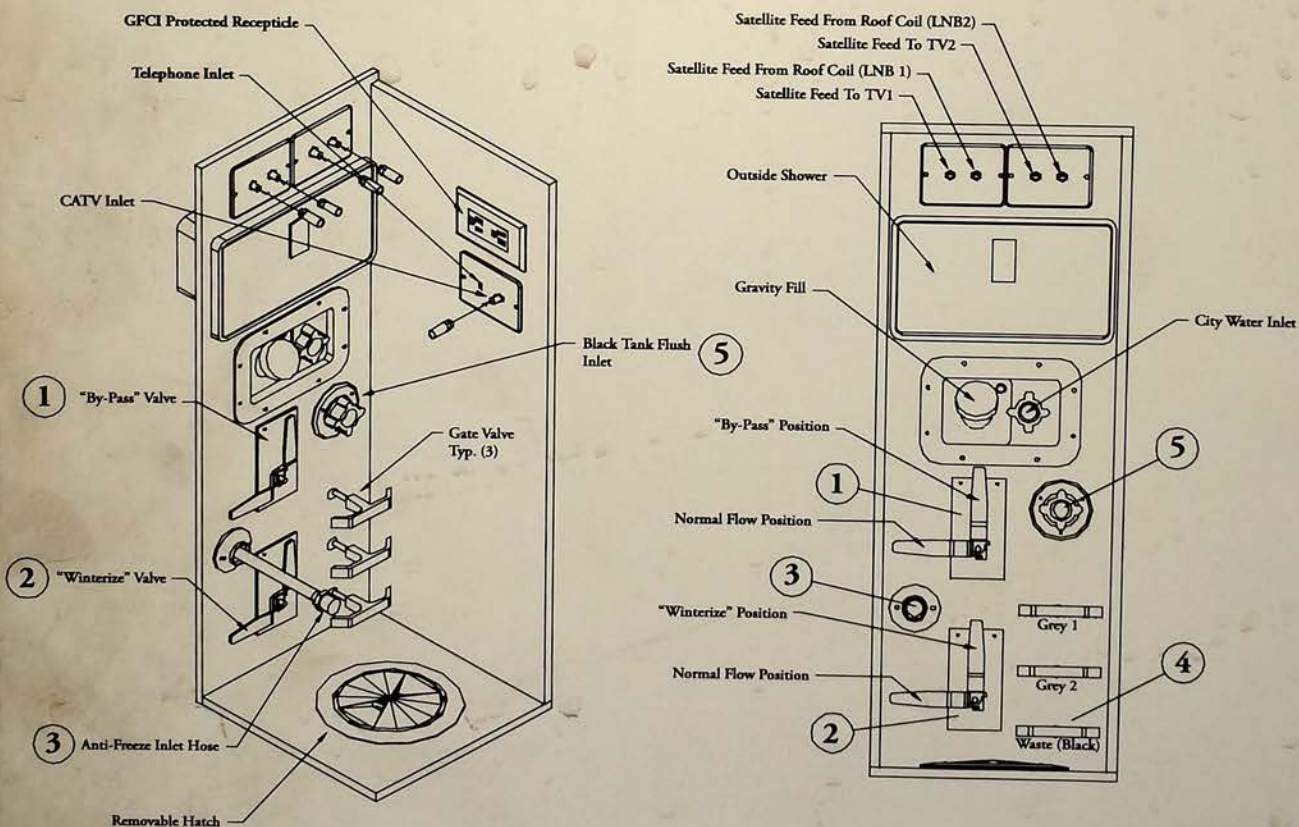 GFCI Protected Recepticle
Telephone Inlet
CATV Inlet
1 "By-Pass" Valve
Black Tank Flush
Inlet
5
Gate Valve
Typ. (3)
2 "Winterize" Valve
3 Anti-Freeze Inlet Hose
Removable Hatch
Satellite Feed From Roof Coil (LNB2)
Satellite Feed To TV2
Satellite Feed From Roof Coil (LNB 1)
Satellite Feed To TV1
Outside Shower
Gravity Fill
City Water Inlet
"By-Pass" Position
1
5
Normal Flow Position
3
"Winterize" Position
Grey 1
Normal Flow Position
Grey 2
4
2
Waste (Black)